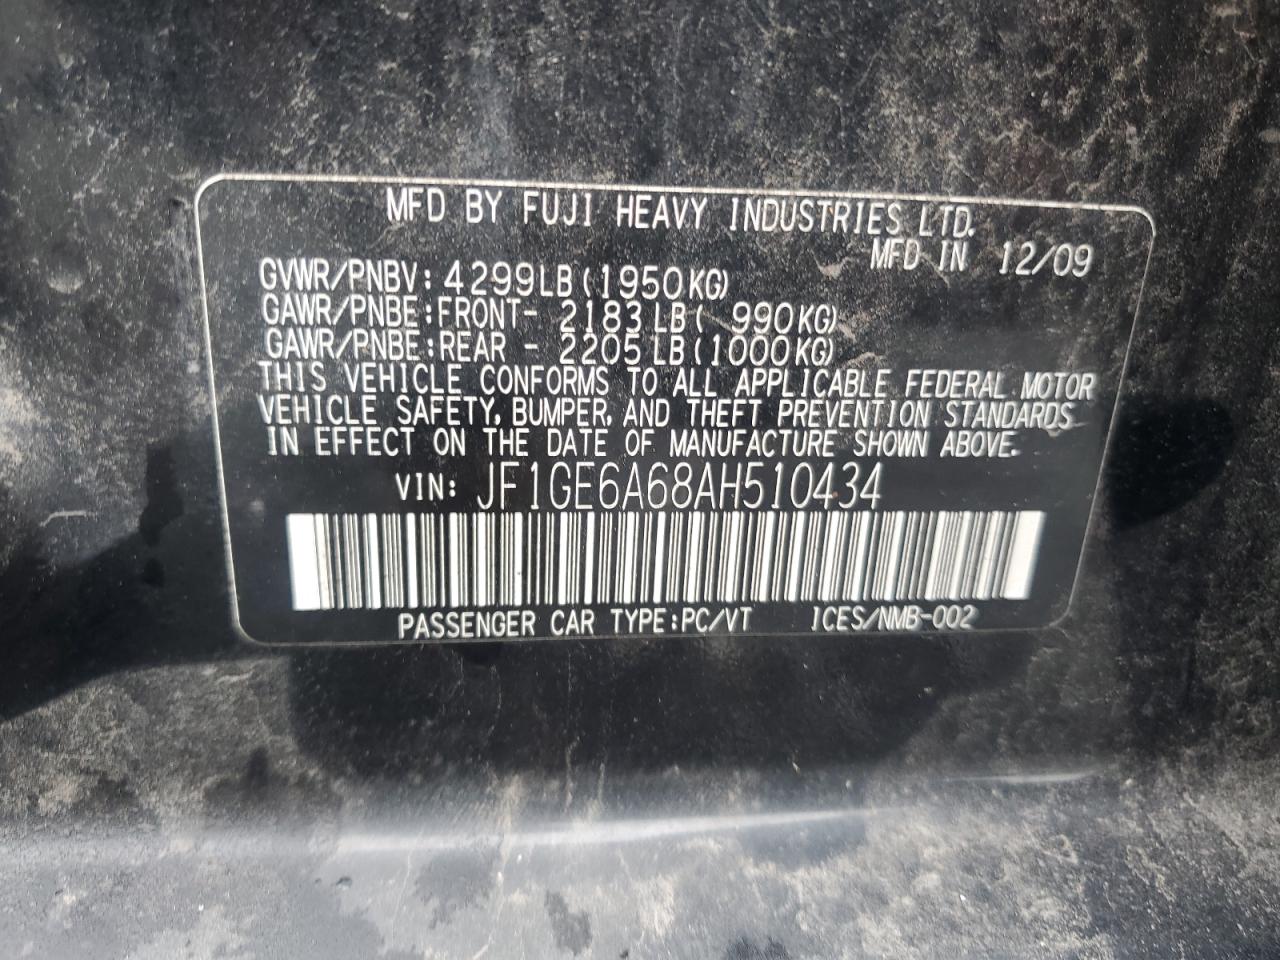 MFD BY FUJI HEAVY INDUSTRIES LTD.
MFD IN 12/09
GVWR/PNBV: 4299LB (1950KG)
GAWR/PNBE:FRONT- 2183LB ( 990KG)
GAWR/PNBE:REAR - 2205LB (1000KG)
THIS VEHICLE CONFORMS TO ALL APPLICABLE FEDERAL MOTOR
VEHICLE SAFETY, BUMPER, AND THEFT PREVENTION STANDARDS
IN EFFECT ON THE DATE OF MANUFACTURE SHOWN ABOVE.
VIN: JF1GE6A68AH510434
PASSENGER CAR TYPE:PC/VT ICES/NMB-002